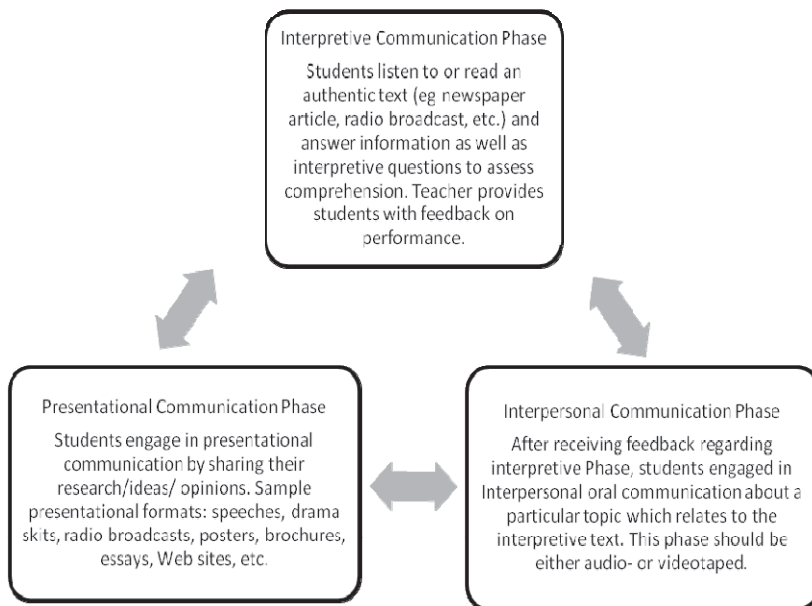 Interpretive Communication Phase
Students listen to or read an
authentic text (eg newspaper
article, radio broadcast, etc.) and
answer information as well as
interpretive questions to assess
comprehension. Teacher provides
students with feedback on
performance.
Presentational Communication Phase
Students engage in presentational
communication by sharing their
research/ideas/ opinions. Sample
presentational formats: speeches, drama
skits, radio broadcasts, posters, brochures,
essays, Web sites, etc.
Interpersonal Communication Phase
After receiving feedback regarding
interpretive Phase, students engaged in
Interpersonal oral communication about a
particular topic which relates to the
interpretive text. This phase should be
either audio- or videotaped.